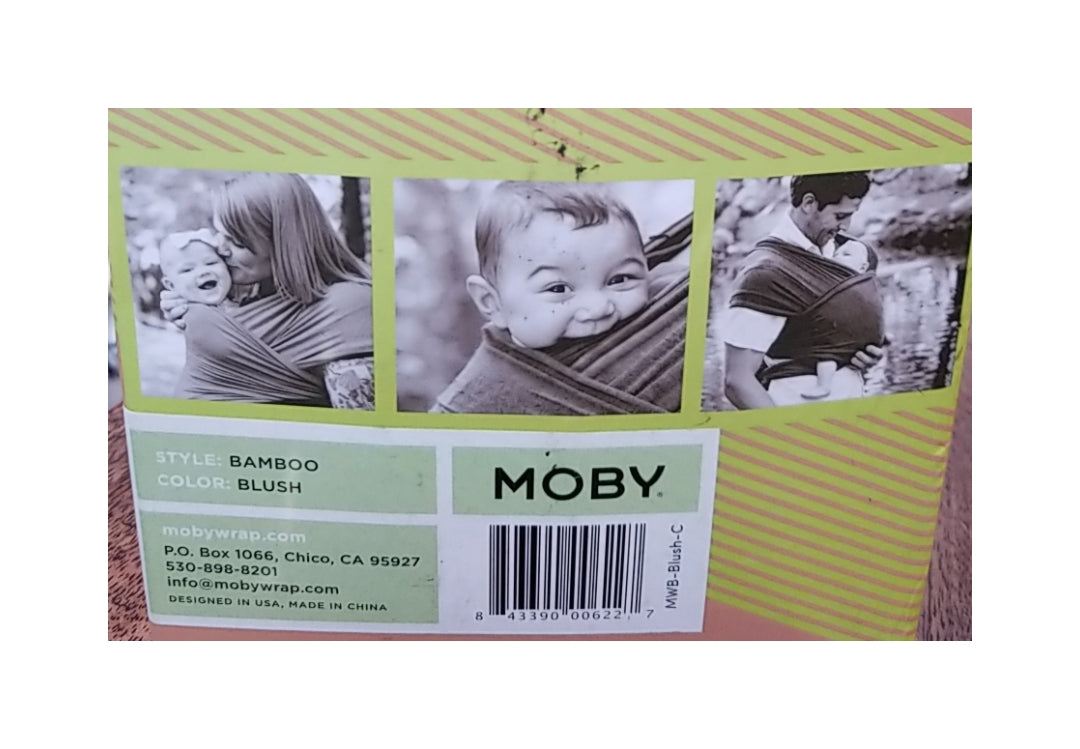 STYLE: BAMBOO
COLOR: BLUSH
mobywrap.com
P.O. Box 1066, Chico, CA 95927
530-898-8201
info@mobywrap.com
DESIGNED IN USA, MADE IN CHINA
MOBY®
MWB-Blush-C
8 43390 00622 7